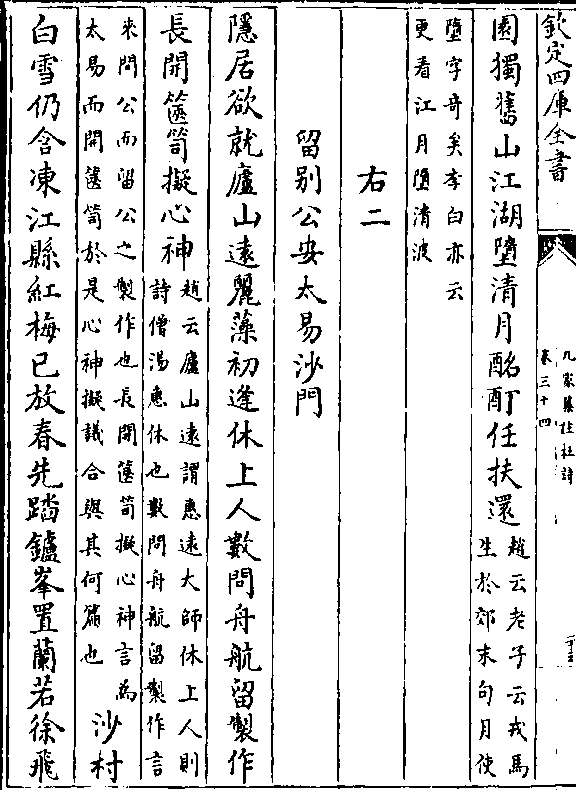 欽定四庫全書
九家集注杜詩
卷三十四
園獨舊山江湖墮清月酩酊任扶還趙云老子云戎馬
生於郊末句月使
墮字奇矣李白亦云
更看江月墮清波
右二
留別公安太易沙門
隱居欲就廬山遠麗藻初逢休上人數問舟航留製作
長開篋笥擬心神趙云廬山遠謂惠遠大師休上人則
詩僧湯惠休也數問舟航留製作言
來問公而留公之製作也長開篋笥擬心神言為
太易而開篋笥於是心神擬議合與其何篇也
沙村
白雪仍含凍江縣紅梅已放春先踏鑪峯置蘭若徐飛